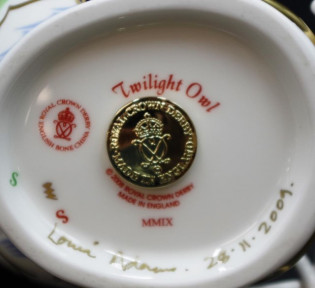 Twilight Owl
ROYAL CROWN DERBY
ENGLISH BONE CHINA
ROYAL CROWN DERBY
© 2008 ROYAL CROWN DERBY
MADE IN ENGLAND
MMIX
S
S
28.11.2009.